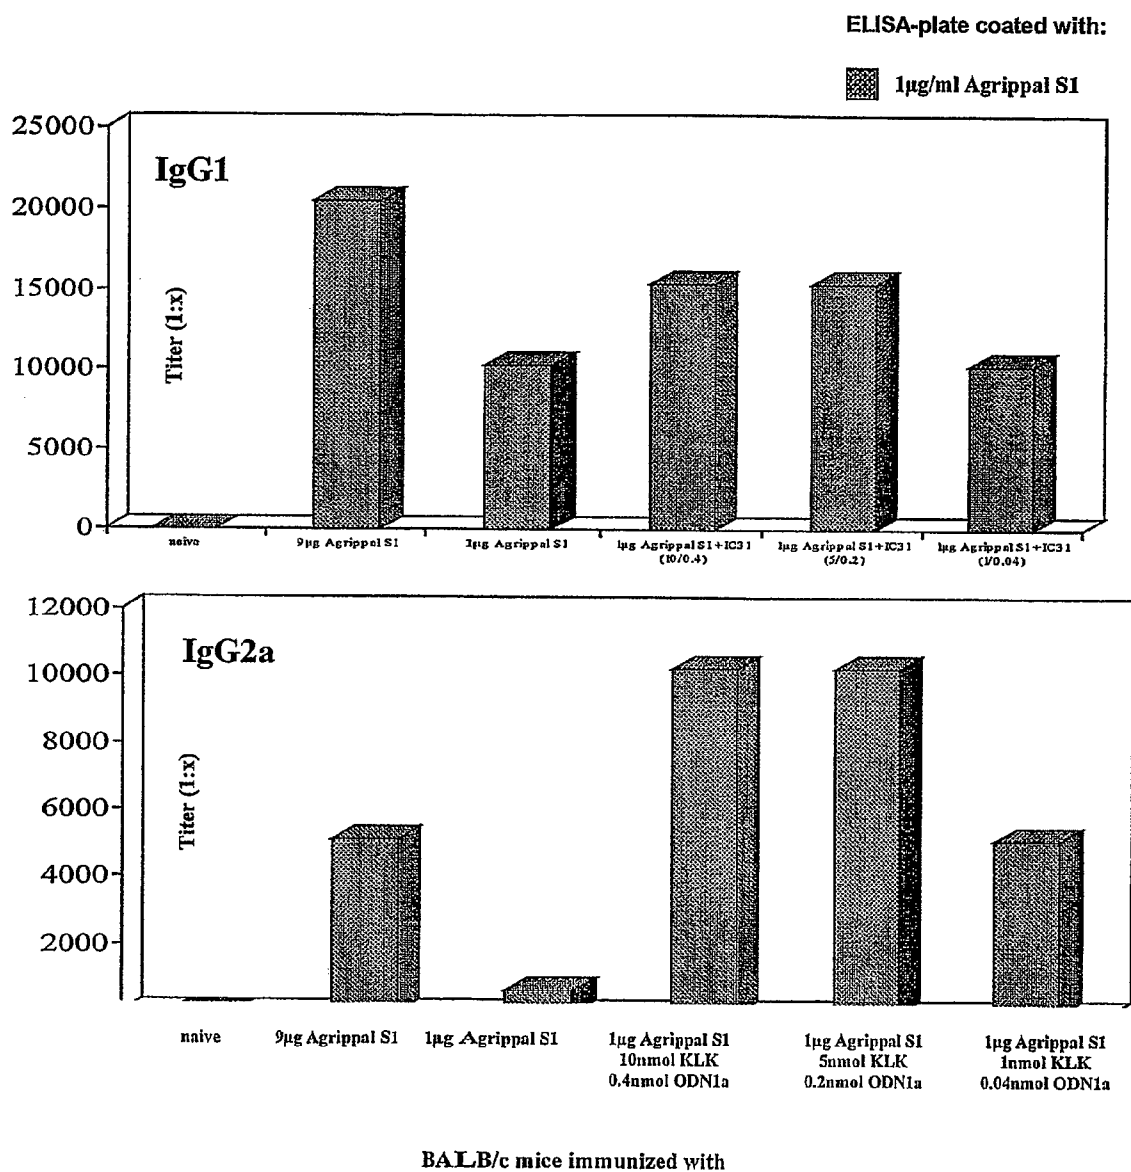 ELISA-plate coated with:
1µg/ml Agrippal S1
25000
IgG1
20000
15000
Titer (1:x)
10000
5000
0
naive
9µg Agrippal S1
1µg Agrippal S1
1µg Agrippal S1+IC31
(10/0.4)
1µg Agrippal S1+IC31
(5/0.2)
1µg Agrippal S1+IC31
(1/0.04)
12000
IgG2a
10000
8000
Titer (1:x)
6000
4000
2000
naive
9µg Agrippal S1
1µg Agrippal S1
1µg Agrippal S1
10nmol KLK
0.4nmol ODN1a
1µg Agrippal S1
5nmol KLK
0.2nmol ODN1a
1µg Agrippal S1
1nmol KLK
0.04nmol ODN1a
BALB/c mice immunized with